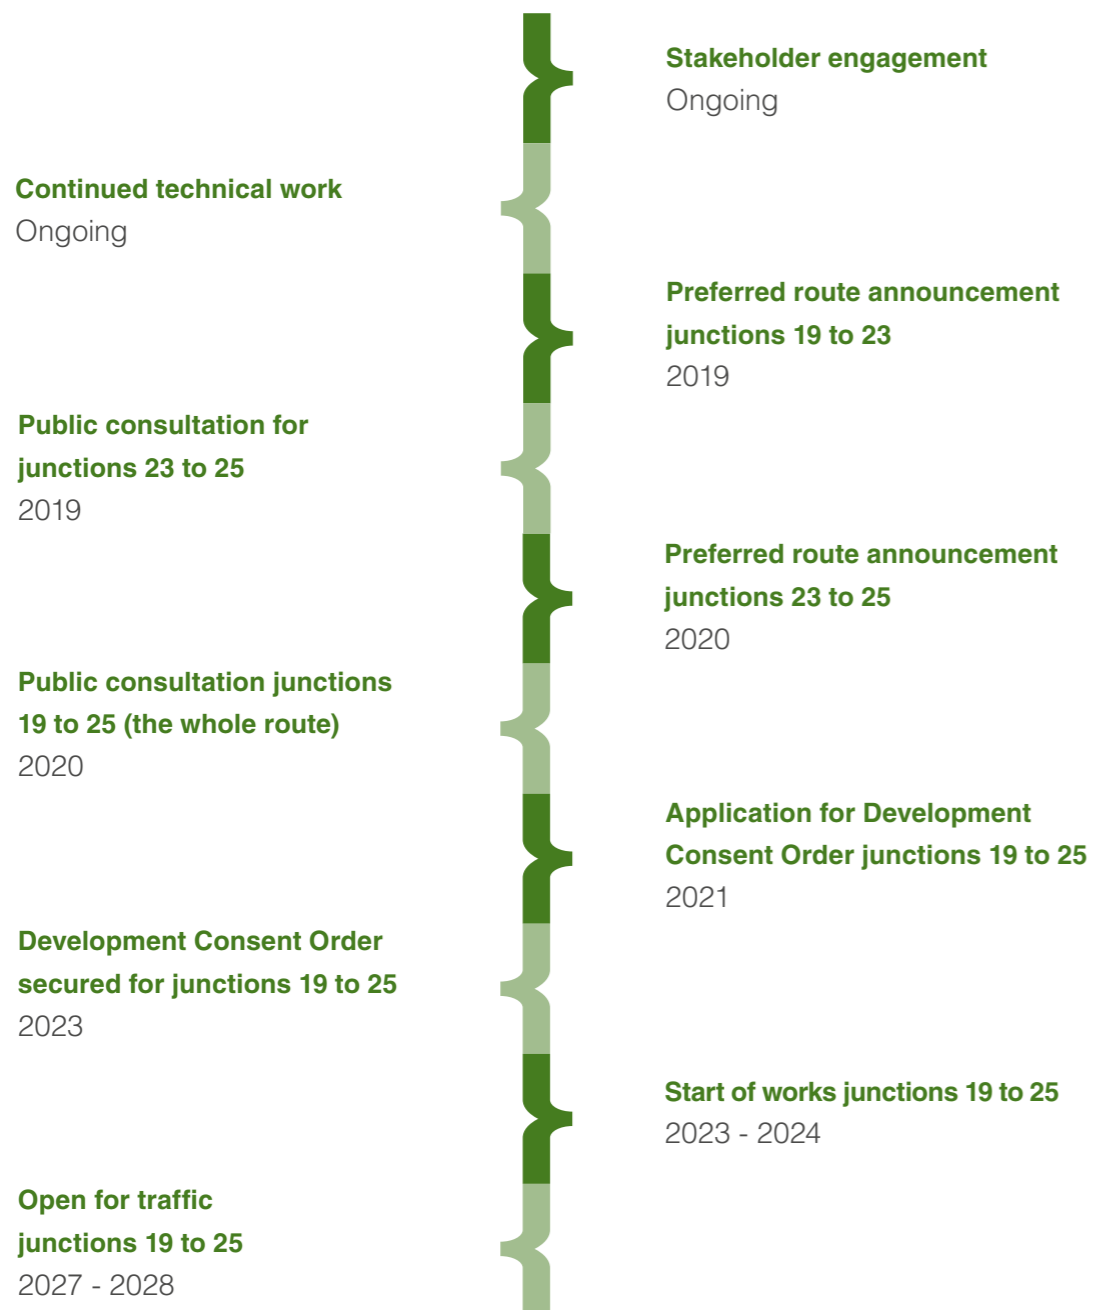 Stakeholder engagement
Ongoing
Continued technical work
Ongoing
Preferred route announcement
junctions 19 to 23
2019
Public consultation for
junctions 23 to 25
2019
Preferred route announcement
junctions 23 to 25
2020
Public consultation junctions
19 to 25 (the whole route)
2020
Application for Development
Consent Order junctions 19 to 25
2021
Development Consent Order
secured for junctions 19 to 25
2023
Start of works junctions 19 to 25
2023 - 2024
Open for traffic
junctions 19 to 25
2027 - 2028